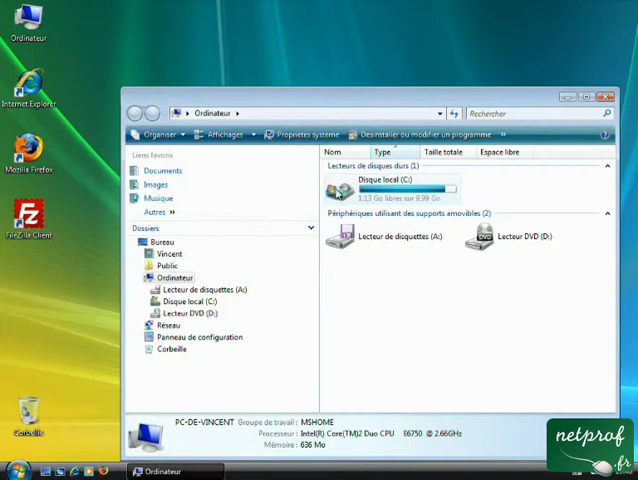 Ordinateur
Internet Explorer
Mozilla Firefox
FileZilla Client
Corbeille
Ordinateur
Rechercher
Organiser
Affichages
Propriétés système
Désinstaller ou modifier un programme
»
Liens favoris
Documents
Images
Musique
Autres »
Dossiers
Bureau
Vincent
Public
Ordinateur
Lecteur de disquettes (A:)
Disque local (C:)
Lecteur DVD (D:)
Réseau
Panneau de configuration
Corbeille
Nom Type Taille totale Espace libre
Lecteurs de disques durs (1)
Disque local (C:)
1,13 Go libres sur 9,99 Go
Périphériques utilisant des supports amovibles (2)
Lecteur de disquettes (A:)
DVD
Lecteur DVD (D:)
PC-DE-VINCENT Groupe de travail : MSHOME
Processeur : Intel(R) Core(TM)2 Duo CPU E6750 @ 2.66GHz
Mémoire : 636 Mo
netprof
.fr
Ordinateur